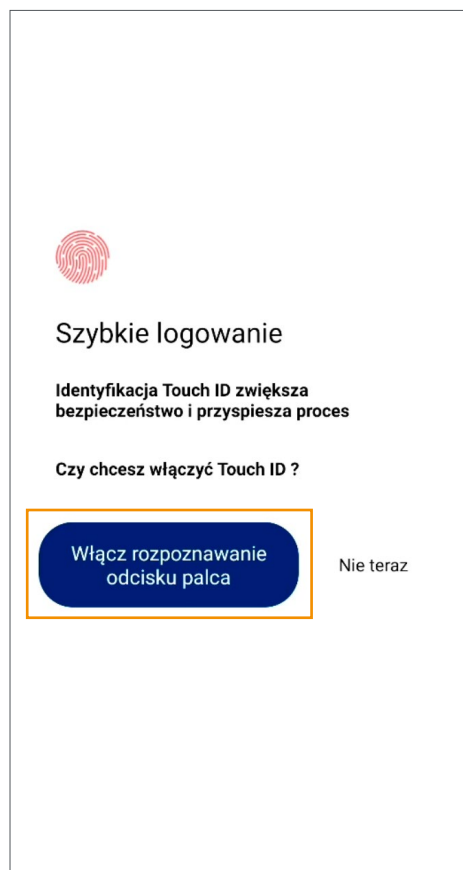 Szybkie logowanie
Identyfikacja Touch ID zwiększa
bezpieczeństwo i przyspiesza proces
Czy chcesz włączyć Touch ID ?
Włącz rozpoznawanie
odcisku palca
Nie teraz